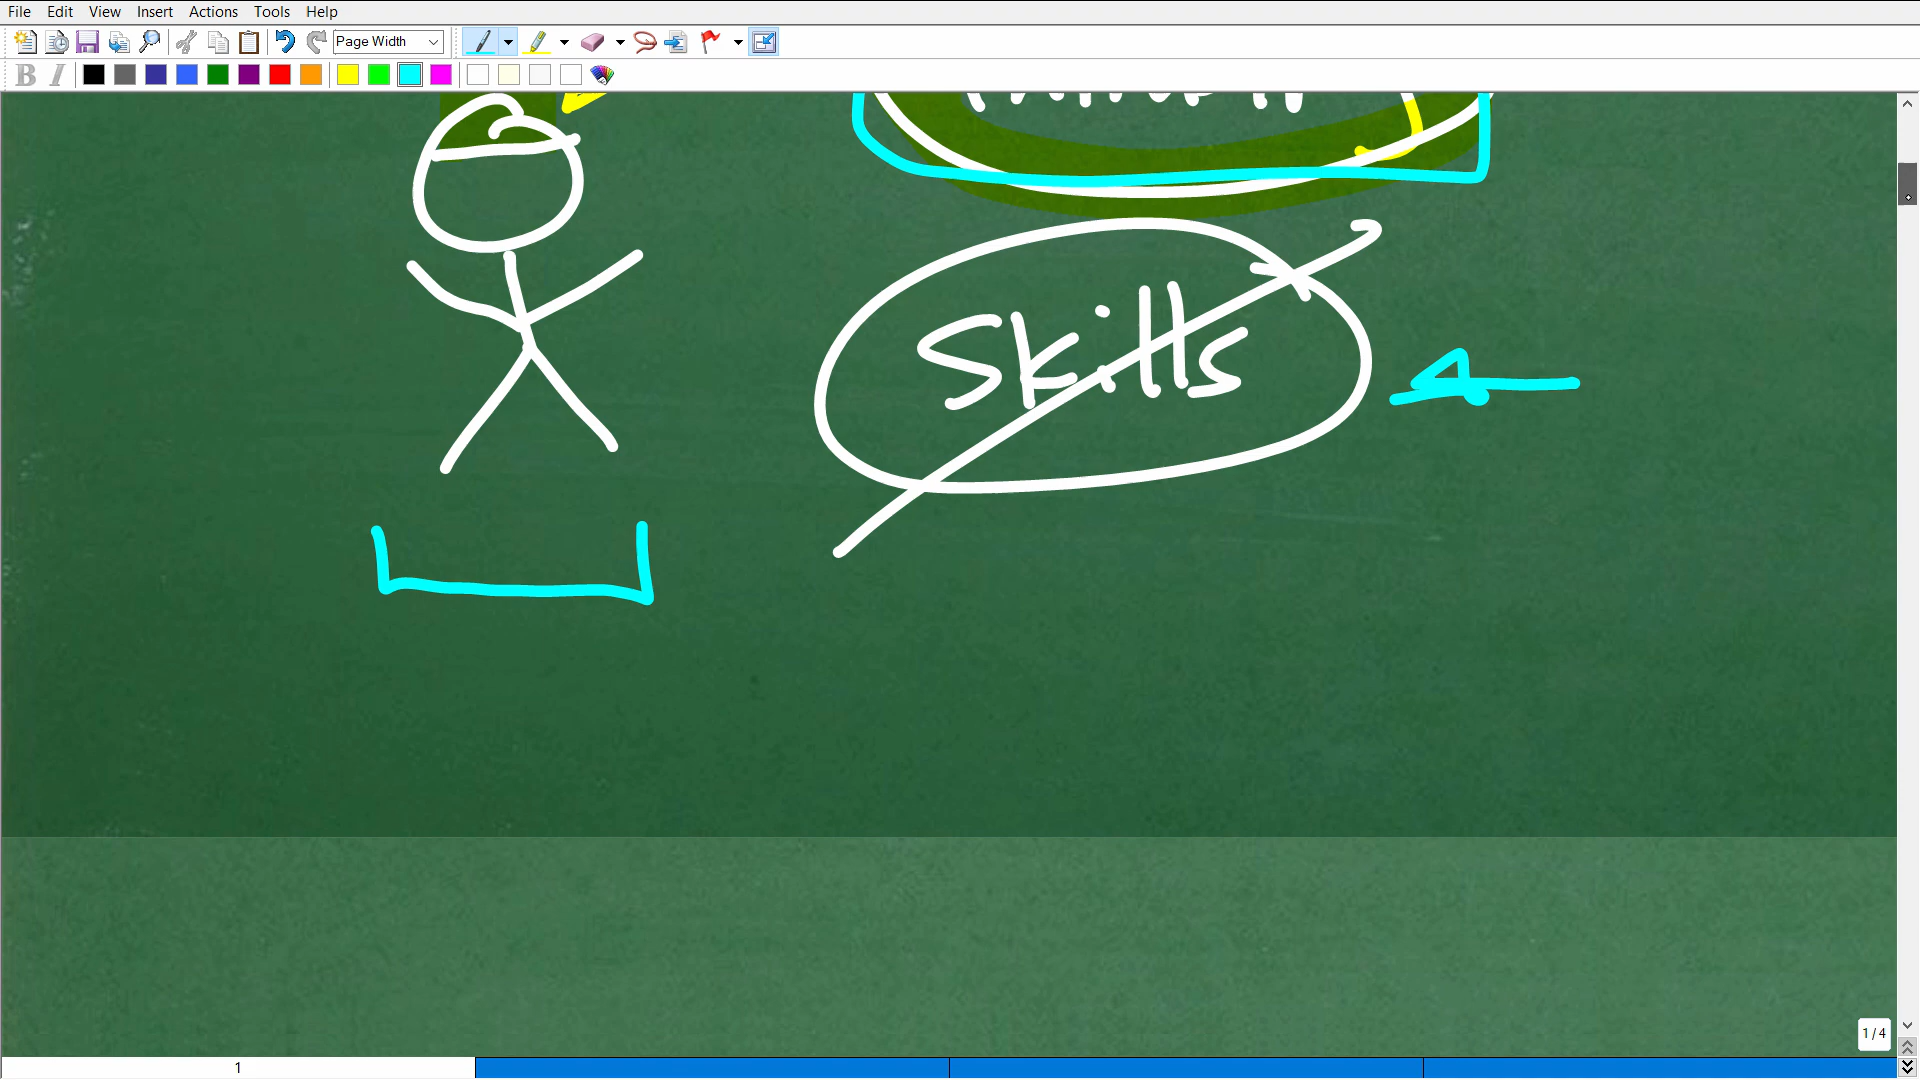 File Edit View Insert Actions Tools Help
Page Width
B I
Skills
1 / 4
1